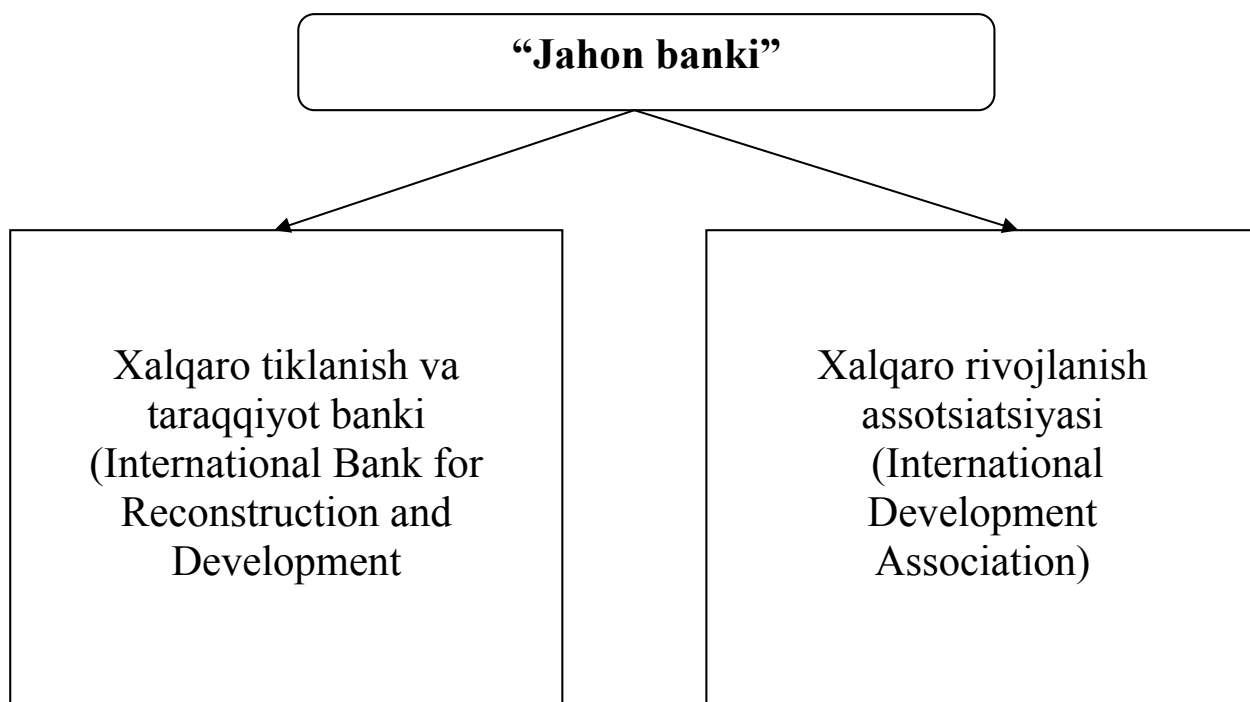 “Jahon banki”
Xalqaro tiklanish va
taraqqiyot banki
(International Bank for
Reconstruction and
Development
Xalqaro rivojlanish
assotsiatsiyasi
(International
Development
Association)